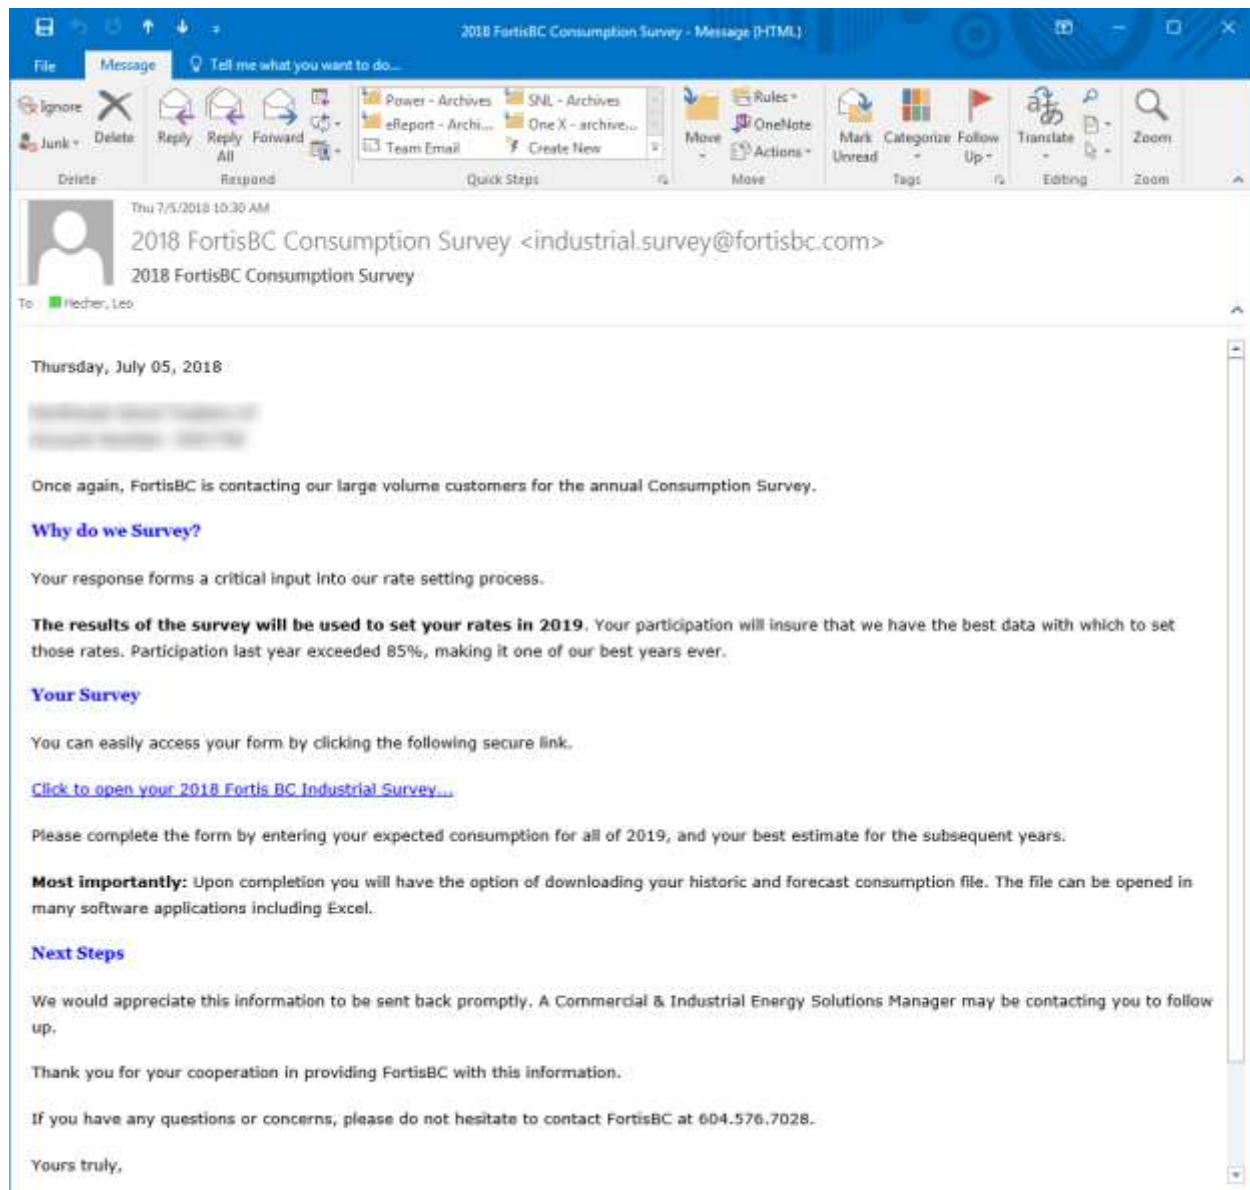 2018 FortisBC Consumption Survey - Message (HTML)
File Message Tell me what you want to do...
Ignore
Junk
Delete
Reply
Reply All
Forward
Power - Archives SNL - Archives
eReport - Archi... One X - archive...
Team Email Create New
Move
Rules
OneNote
Actions
Mark Unread
Categorize
Follow Up
Translate
Zoom
Delete Respond Quick Steps Move Tags Editing Zoom
Thu 7/5/2018 10:30 AM
2018 FortisBC Consumption Survey <industrial.survey@fortisbc.com>
2018 FortisBC Consumption Survey
To Hecher, Leo
Thursday, July 05, 2018
Once again, FortisBC is contacting our large volume customers for the annual Consumption Survey.
Why do we Survey?
Your response forms a critical input into our rate setting process.
The results of the survey will be used to set your rates in 2019. Your participation will insure that we have the best data with which to set
those rates. Participation last year exceeded 85%, making it one of our best years ever.
Your Survey
You can easily access your form by clicking the following secure link.
Click to open your 2018 Fortis BC Industrial Survey...
Please complete the form by entering your expected consumption for all of 2019, and your best estimate for the subsequent years.
Most importantly: Upon completion you will have the option of downloading your historic and forecast consumption file. The file can be opened in
many software applications including Excel.
Next Steps
We would appreciate this information to be sent back promptly. A Commercial & Industrial Energy Solutions Manager may be contacting you to follow
up.
Thank you for your cooperation in providing FortisBC with this information.
If you have any questions or concerns, please do not hesitate to contact FortisBC at 604.576.7028.
Yours truly,